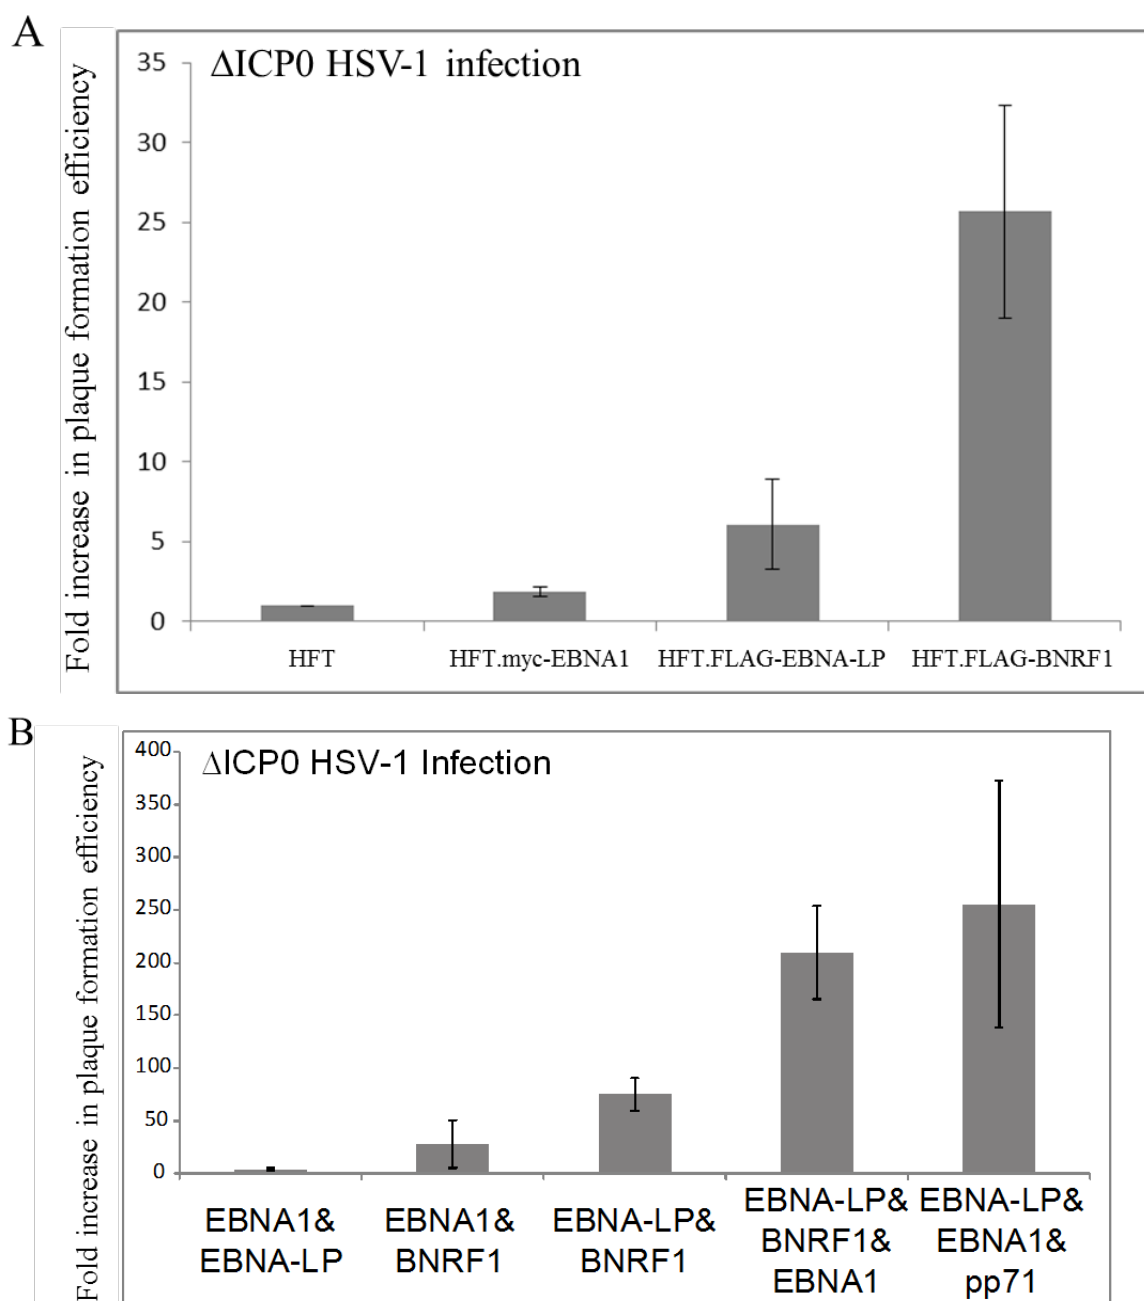 A
Fold increase in plaque formation efficiency
ΔICP0 HSV-1 infection
35
30
25
20
15
10
5
0
HFT
HFT.myc-EBNA1
HFT.FLAG-EBNA-LP
HFT.FLAG-BNRF1
B
Fold increase in plaque formation efficiency
ΔICP0 HSV-1 Infection
400
350
300
250
200
150
100
50
0
EBNA1&
EBNA-LP
EBNA1&
BNRF1
EBNA-LP&
BNRF1
EBNA-LP&
BNRF1&
EBNA1
EBNA-LP&
EBNA1&
pp71